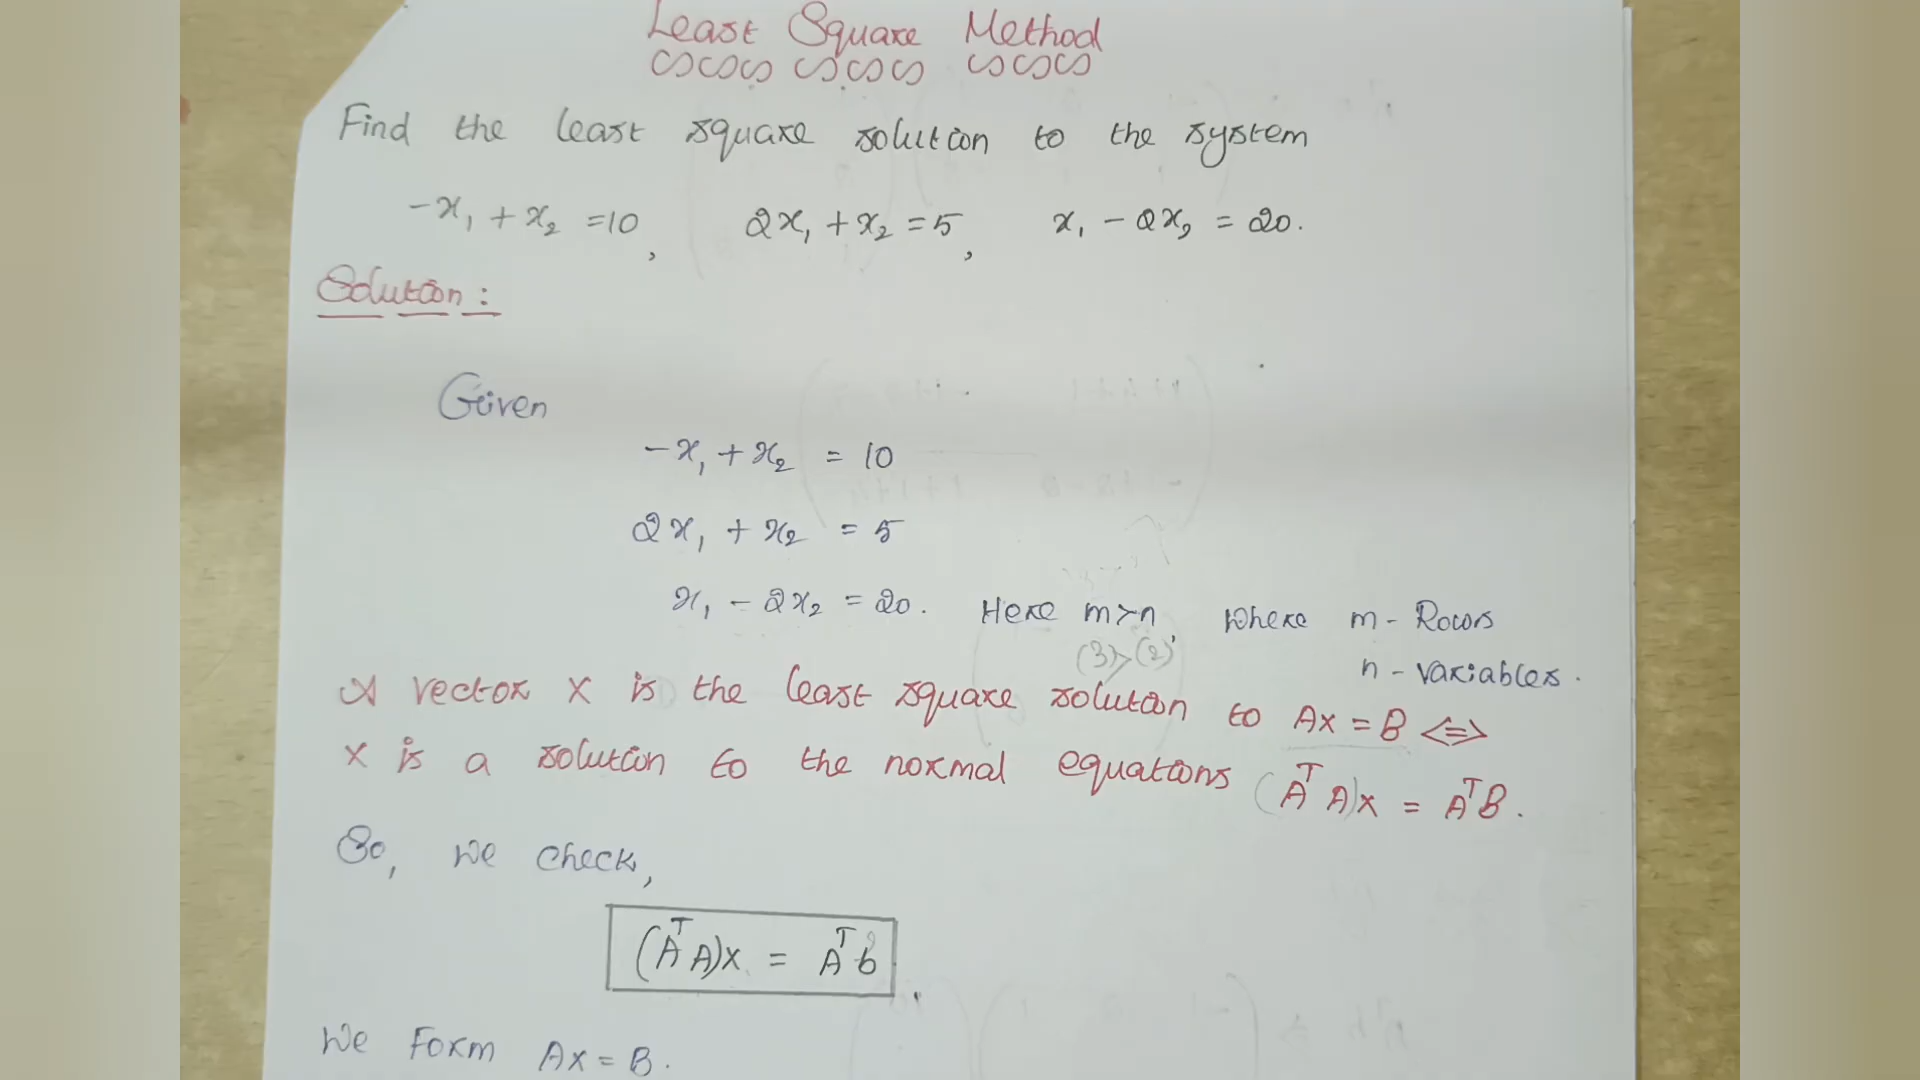 Least Square Method
Find the least square solution to the system
-x₁ + x₂ = 10, 2x₁ + x₂ = 5, x₁ - 2x₂ = 20.
Solution:
Given
-x₁ + x₂ = 10
2x₁ + x₂ = 5
x₁ - 2x₂ = 20. Here m>n, where m - Rows
(3)>(2) n - variables.
A vector x is the least square solution to Ax = B <=>
x is a solution to the normal equations (AᵀA)x = AᵀB.
So, we check,
(AᵀA)x = Aᵀb.
We Form Ax = B.